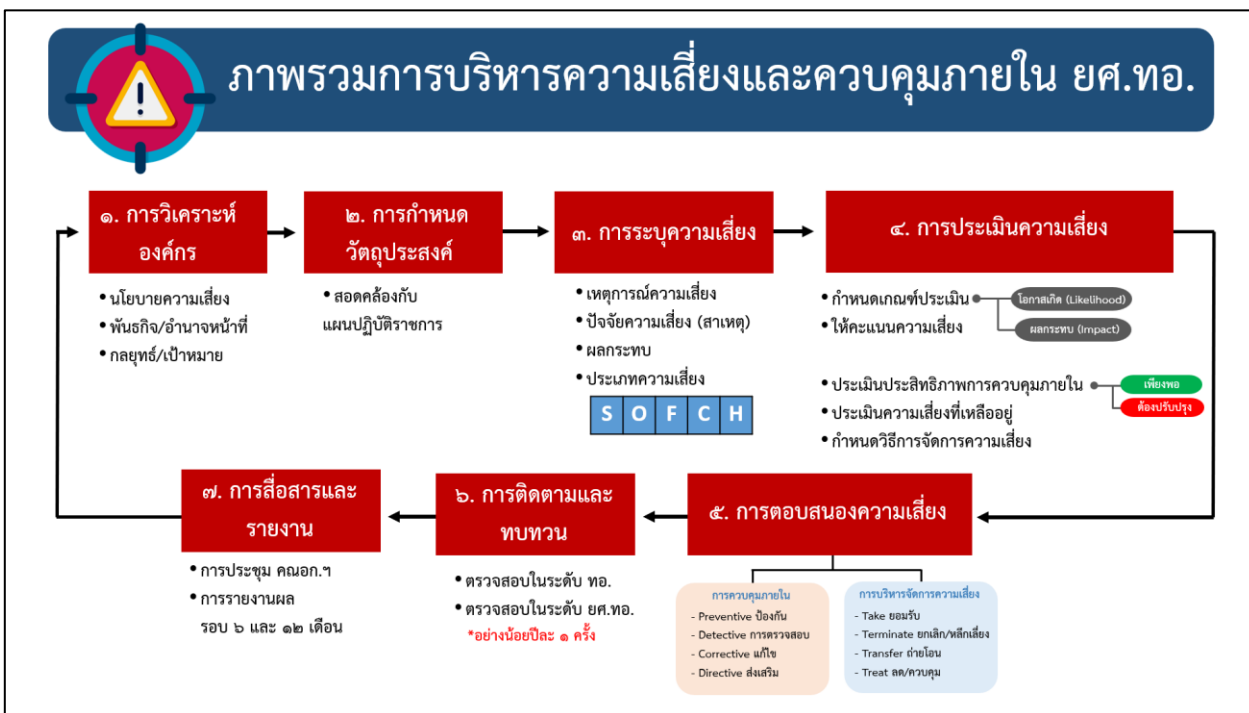 ภาพรวมการบริหารความเสี่ยงและควบคุมภายใน ยศ.ทอ.
๑. การวิเคราะห์
องค์กร
• นโยบายความเสี่ยง
• พันธกิจ/อำนาจหน้าที่
• กลยุทธ์/เป้าหมาย
๒. การกำหนด
วัตถุประสงค์
• สอดคล้องกับ
แผนปฏิบัติราชการ
๓. การระบุความเสี่ยง
• เหตุการณ์ความเสี่ยง
• ปัจจัยความเสี่ยง (สาเหตุ)
• ผลกระทบ
• ประเภทความเสี่ยง
S O F C H
๔. การประเมินความเสี่ยง
• กำหนดเกณฑ์ประเมิน
• ให้คะแนนความเสี่ยง
โอกาสเกิด (Likelihood)
ผลกระทบ (Impact)
• ประเมินประสิทธิภาพการควบคุมภายใน
• ประเมินความเสี่ยงที่เหลืออยู่
• กำหนดวิธีการจัดการความเสี่ยง
เพียงพอ
ต้องปรับปรุง
๕. การตอบสนองความเสี่ยง
การควบคุมภายใน
- Preventive ป้องกัน
- Detective การตรวจสอบ
- Corrective แก้ไข
- Directive ส่งเสริม
การบริหารจัดการความเสี่ยง
- Take ยอมรับ
- Terminate ยกเลิก/หลีกเลี่ยง
- Transfer ถ่ายโอน
- Treat ลด/ควบคุม
๖. การติดตามและ
ทบทวน
• ตรวจสอบในระดับ ทอ.
• ตรวจสอบในระดับ ยศ.ทอ.
*อย่างน้อยปีละ ๑ ครั้ง
๗. การสื่อสารและ
รายงาน
• การประชุม คณอก.ฯ
• การรายงานผล
รอบ ๖ และ ๑๒ เดือน